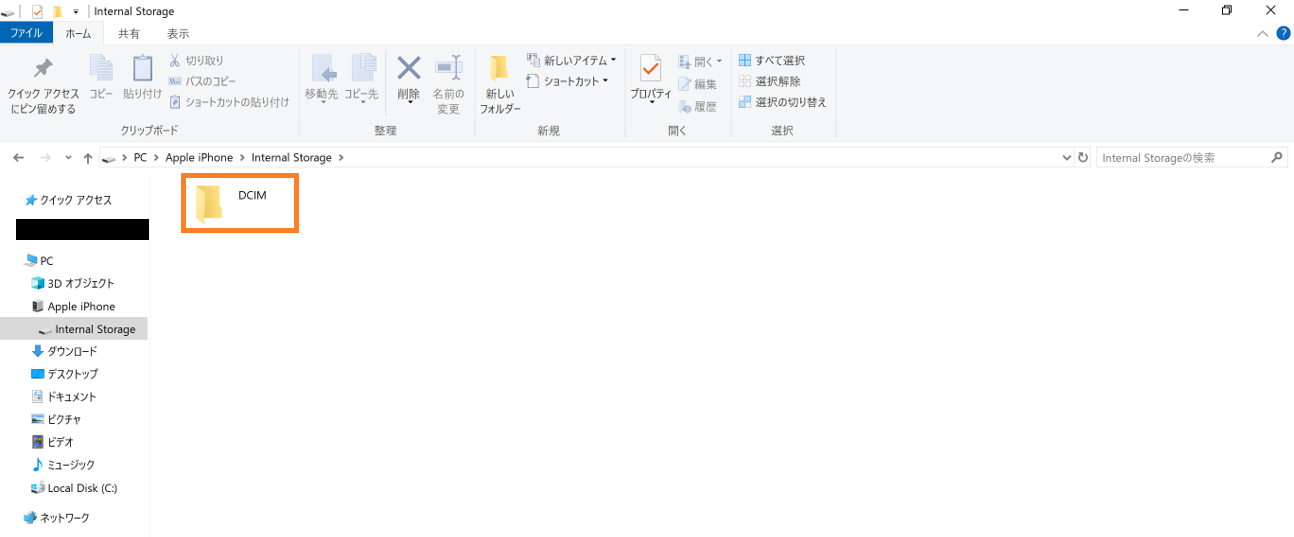 Internal Storage
ファイル ホーム 共有 表示
クイック アクセス
にピン留めする
コピー
貼り付け
切り取り
パスのコピー
ショートカットの貼り付け
クリップボード
移動先
コピー先
削除
名前の
変更
整理
新しい
フォルダー
新しいアイテム
ショートカット
新規
プロパティ
開く
編集
履歴
開く
すべて選択
選択解除
選択の切り替え
選択
PC Apple iPhone Internal Storage
Internal Storageの検索
クイック アクセス
PC
3D オブジェクト
Apple iPhone
Internal Storage
ダウンロード
デスクトップ
ドキュメント
ピクチャ
ビデオ
ミュージック
Local Disk (C:)
ネットワーク
DCIM